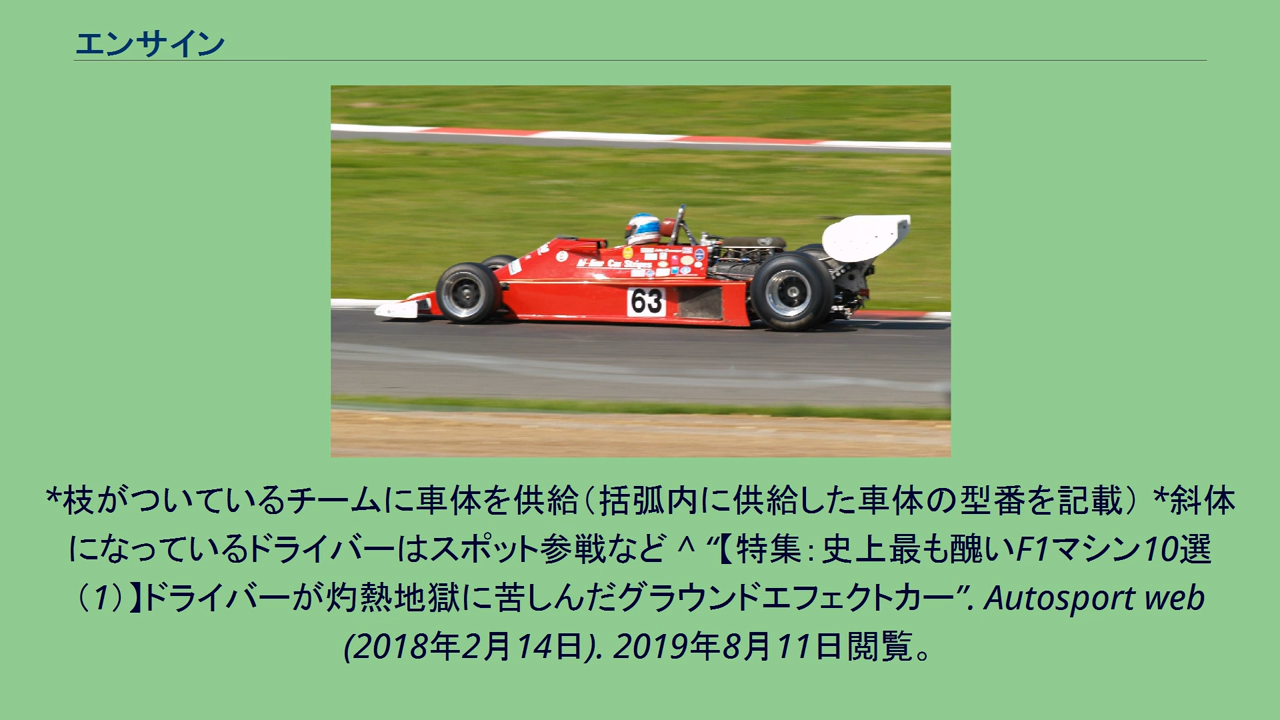 エンサイン
63
*枝がついているチームに車体を供給（括弧内に供給した車体の型番を記載） *斜体
になっているドライバーはスポット参戦など ^ “【特集：史上最も醜いF1マシン10選
（1）】ドライバーが灼熱地獄に苦しんだグラウンドエフェクトカー”. Autosport web
(2018年2月14日). 2019年8月11日閲覧。